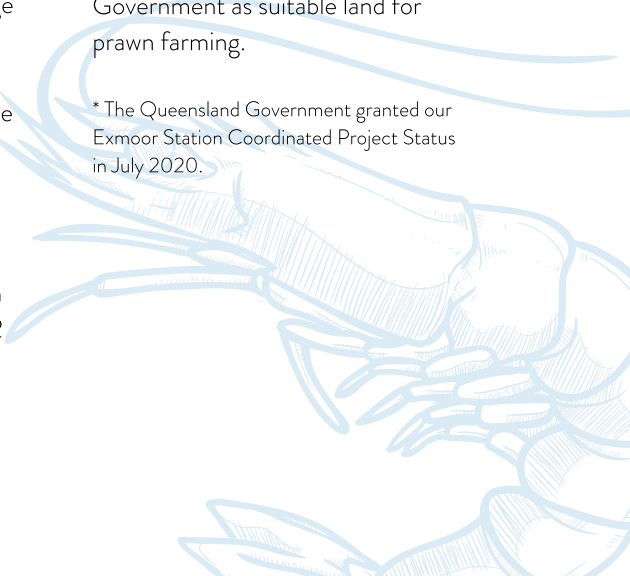 Government as suitable land for
prawn farming.
* The Queensland Government granted our
Exmoor Station Coordinated Project Status
in July 2020.